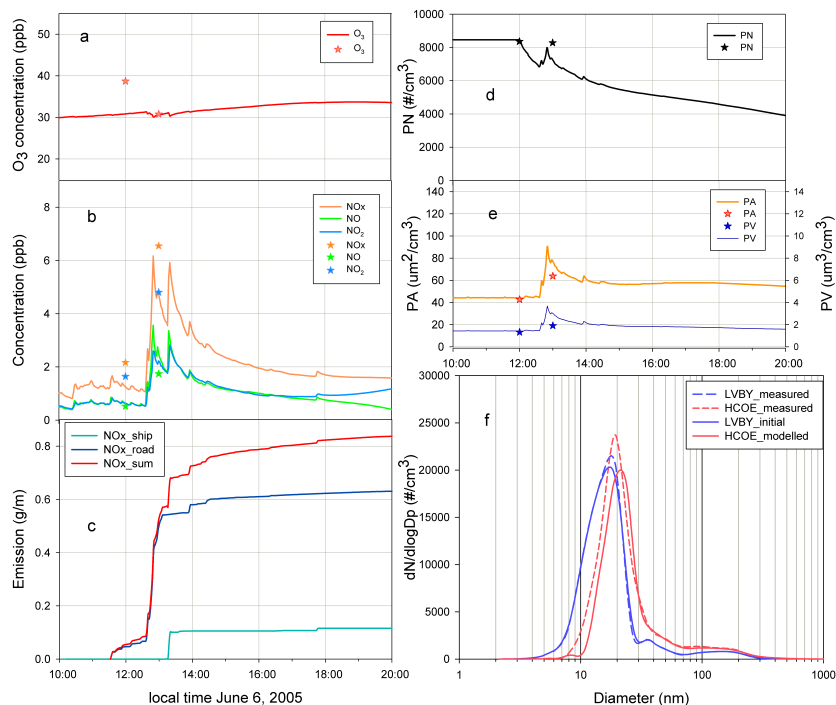 O3 concentration (ppb)
55
50
40
30
20
a
O3
O3
Concentration (ppb)
8
6
4
2
0
b
NOx
NO
NO2
NOx
NO
NO2
Emission (g/m)
0.8
0.6
0.4
0.2
0.0
c
NOx_ship
NOx_road
NOx_sum
10:00
12:00
14:00
16:00
18:00
20:00
local time June 6, 2005
PN (#/cm3)
10000
8000
6000
4000
2000
0
d
PN
PN
PA (um2/cm3)
140
120
100
80
60
40
20
0
e
PA
PA
PV
PV
14
12
10
8
6
4
2
0
PV (um3/cm3)
10:00
12:00
14:00
16:00
18:00
20:00
dN/dlogDp (#/cm3)
30000
25000
20000
15000
10000
5000
0
f
LVBY_measured
HCOE_measured
LVBY_initial
HCOE_modelled
1
10
100
1000
Diameter (nm)